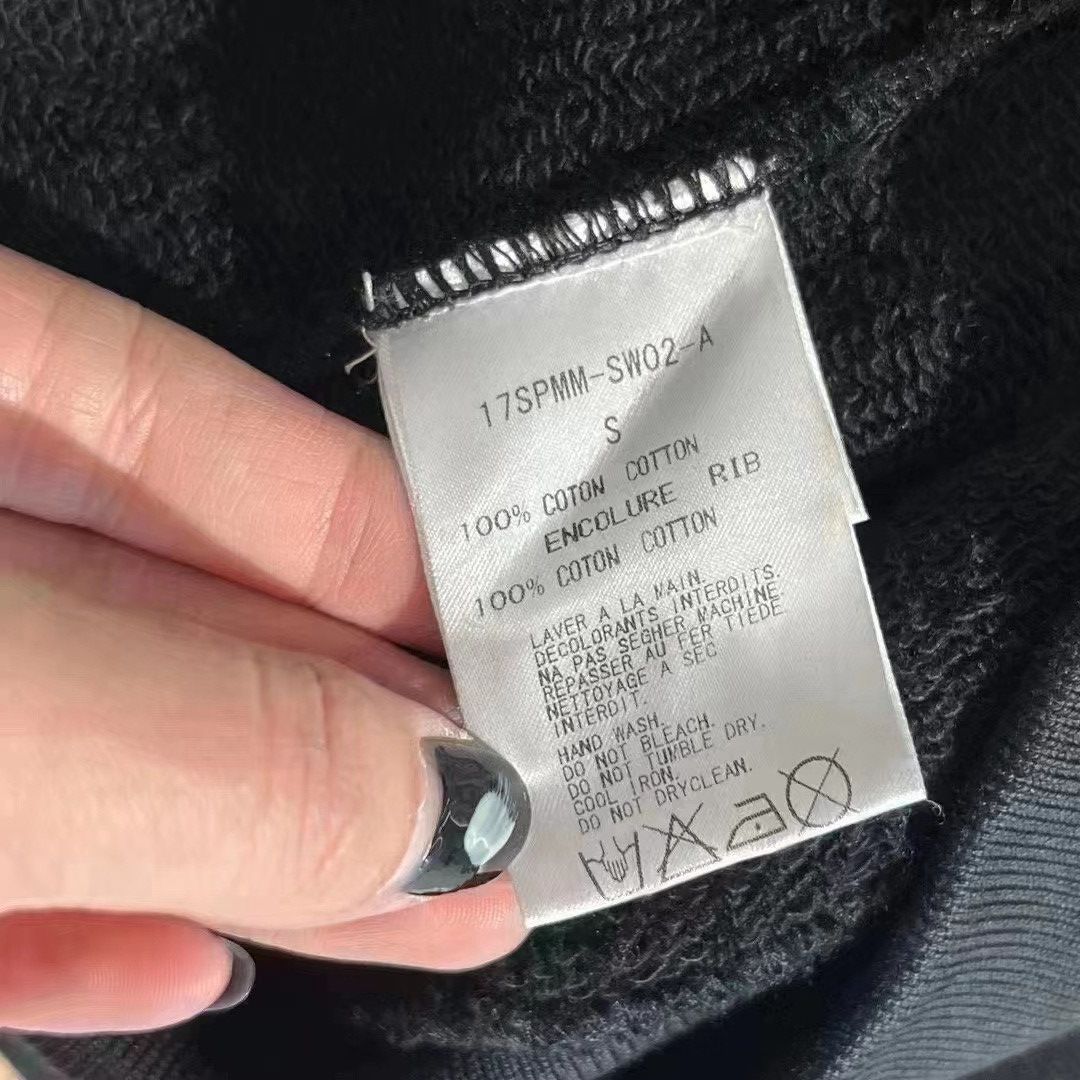 17SPMM-SW02-A
S
100% COTON COTTON
ENCOLURE RIB
100% COTON COTTON
LAVER A LA MAIN.
DECOLORANTS INTERDITS.
NA PAS SEGHER MACHINE
REPASSER AU FER TIEDE
NETTOYAGE A SEC
INTERDIT.
HAND WASH.
DO NOT BLEACH.
DO NOT TUMBLE DRY.
COOL IRON.
DO NOT DRYCLEAN.